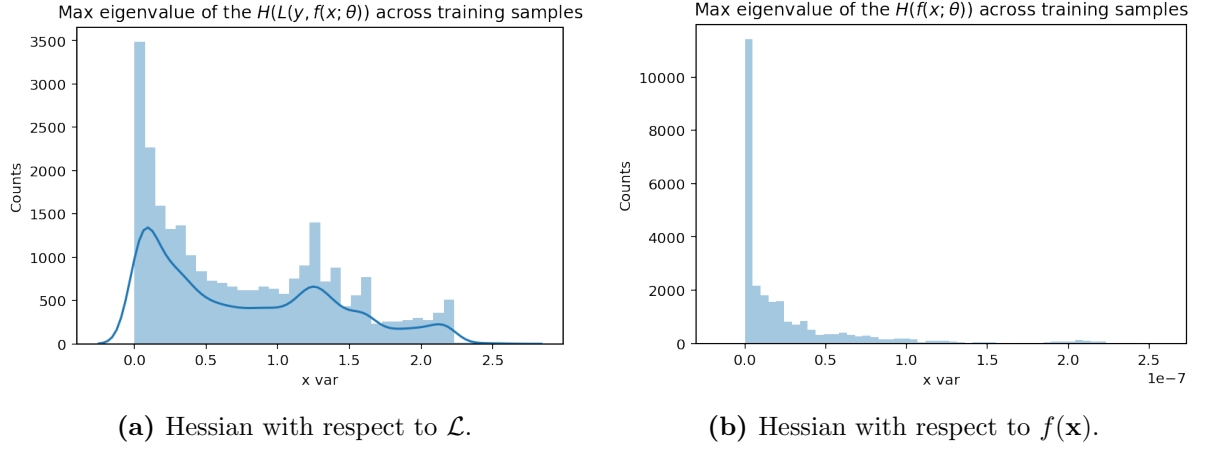 Max eigenvalue of the H(L(y, f(x; θ)) across training samples
3500
3000
2500
2000
1500
1000
500
0
Counts
0.0 0.5 1.0 1.5 2.0 2.5
x var
(a) Hessian with respect to ℒ.
Max eigenvalue of the H(f(x; θ)) across training samples
10000
8000
6000
4000
2000
0
Counts
0.0 0.5 1.0 1.5 2.0 2.5
1e−7
x var
(b) Hessian with respect to f(x).